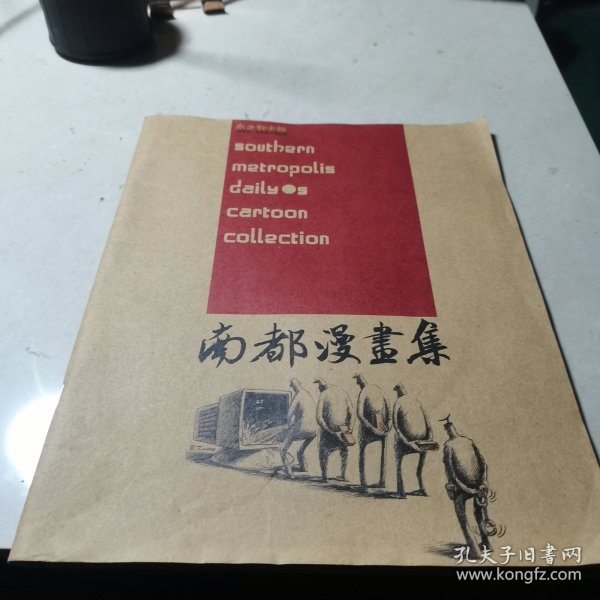 southern
metropolis
daily●s
cartoon
collection
南都漫畫集
孔夫子旧书网
www.kongfz.com